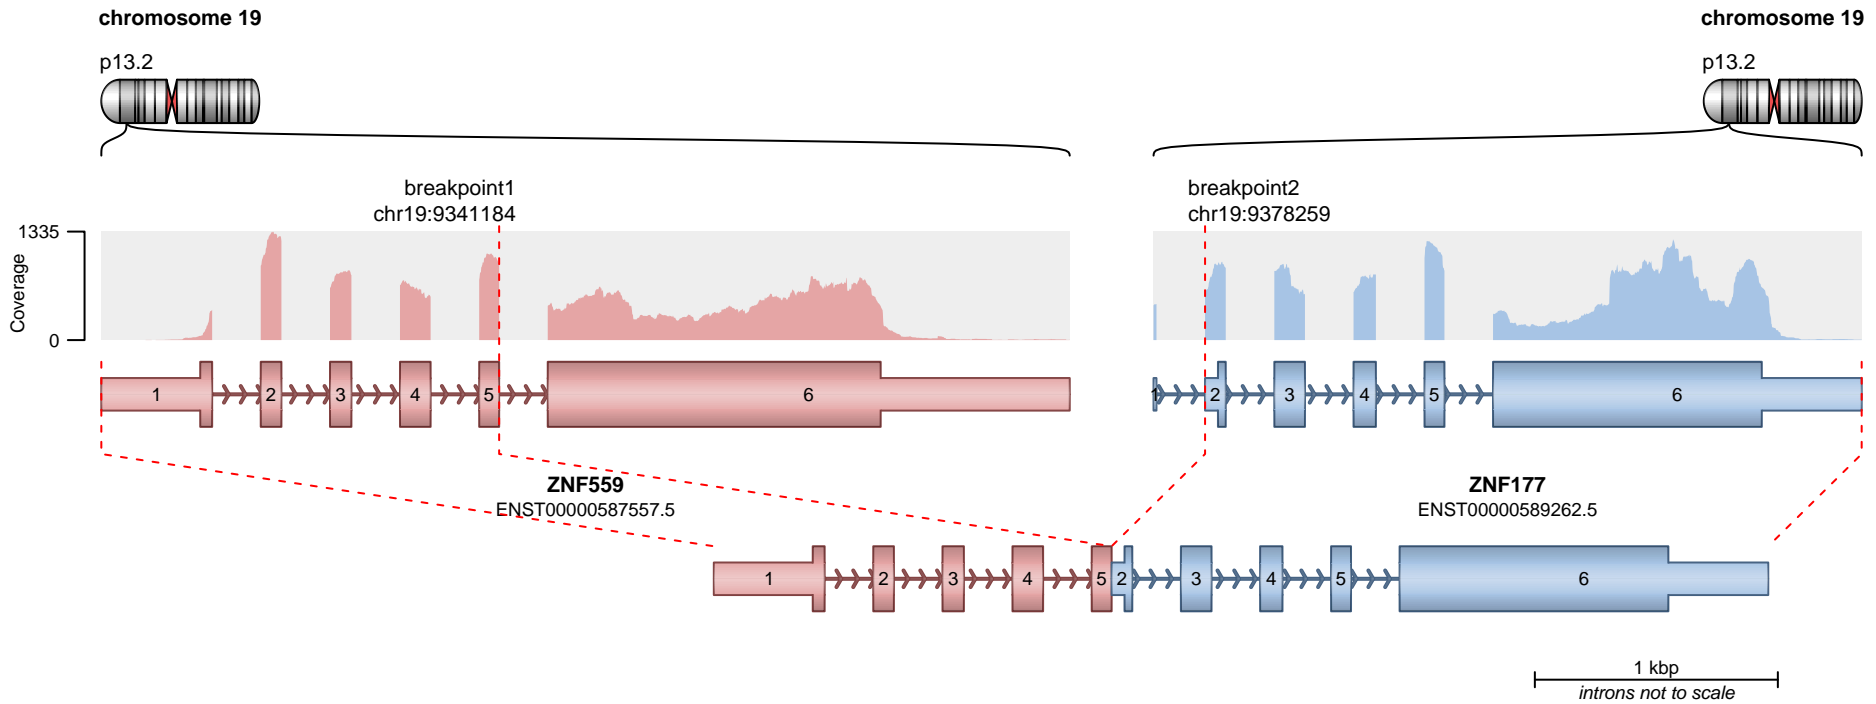 chromosome 19
chromosome 19
p13.2
p13.2
breakpoint1
chr19:9341184
breakpoint2
chr19:9378259
1335
Coverage
0
1 2 3 4 5 6
1 2 3 4 5 6
ZNF559
ENST00000587557.5
ZNF177
ENST00000589262.5
1 2 3 4 5 2 3 4 5 6
1 kbp
introns not to scale